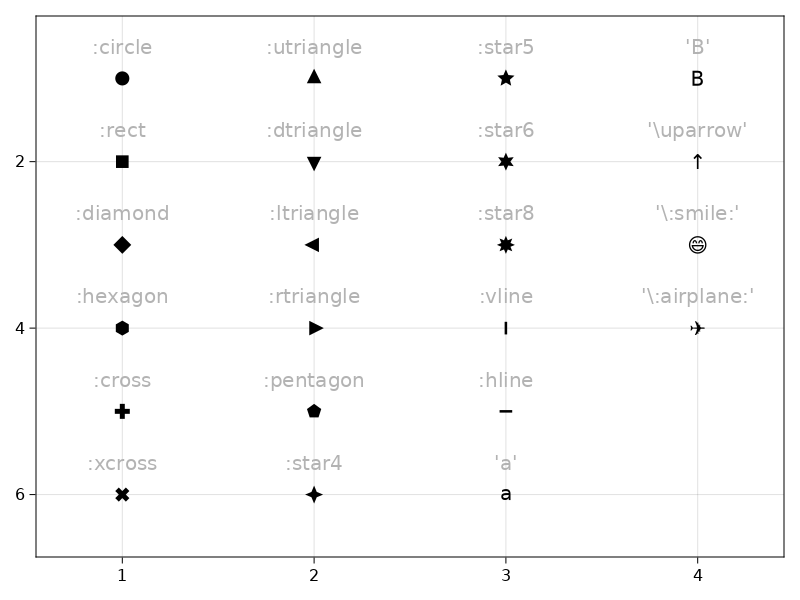 :circle :utriangle :star5 'B'
B
:rect :dtriangle :star6 '\uparrow'
2 ↑
:diamond :ltriangle :star8 '\:smile:'
😄
:hexagon :rtriangle :vline '\:airplane:'
4 ✈
:cross :pentagon :hline
:xcross :star4 'a'
6 a
1 2 3 4